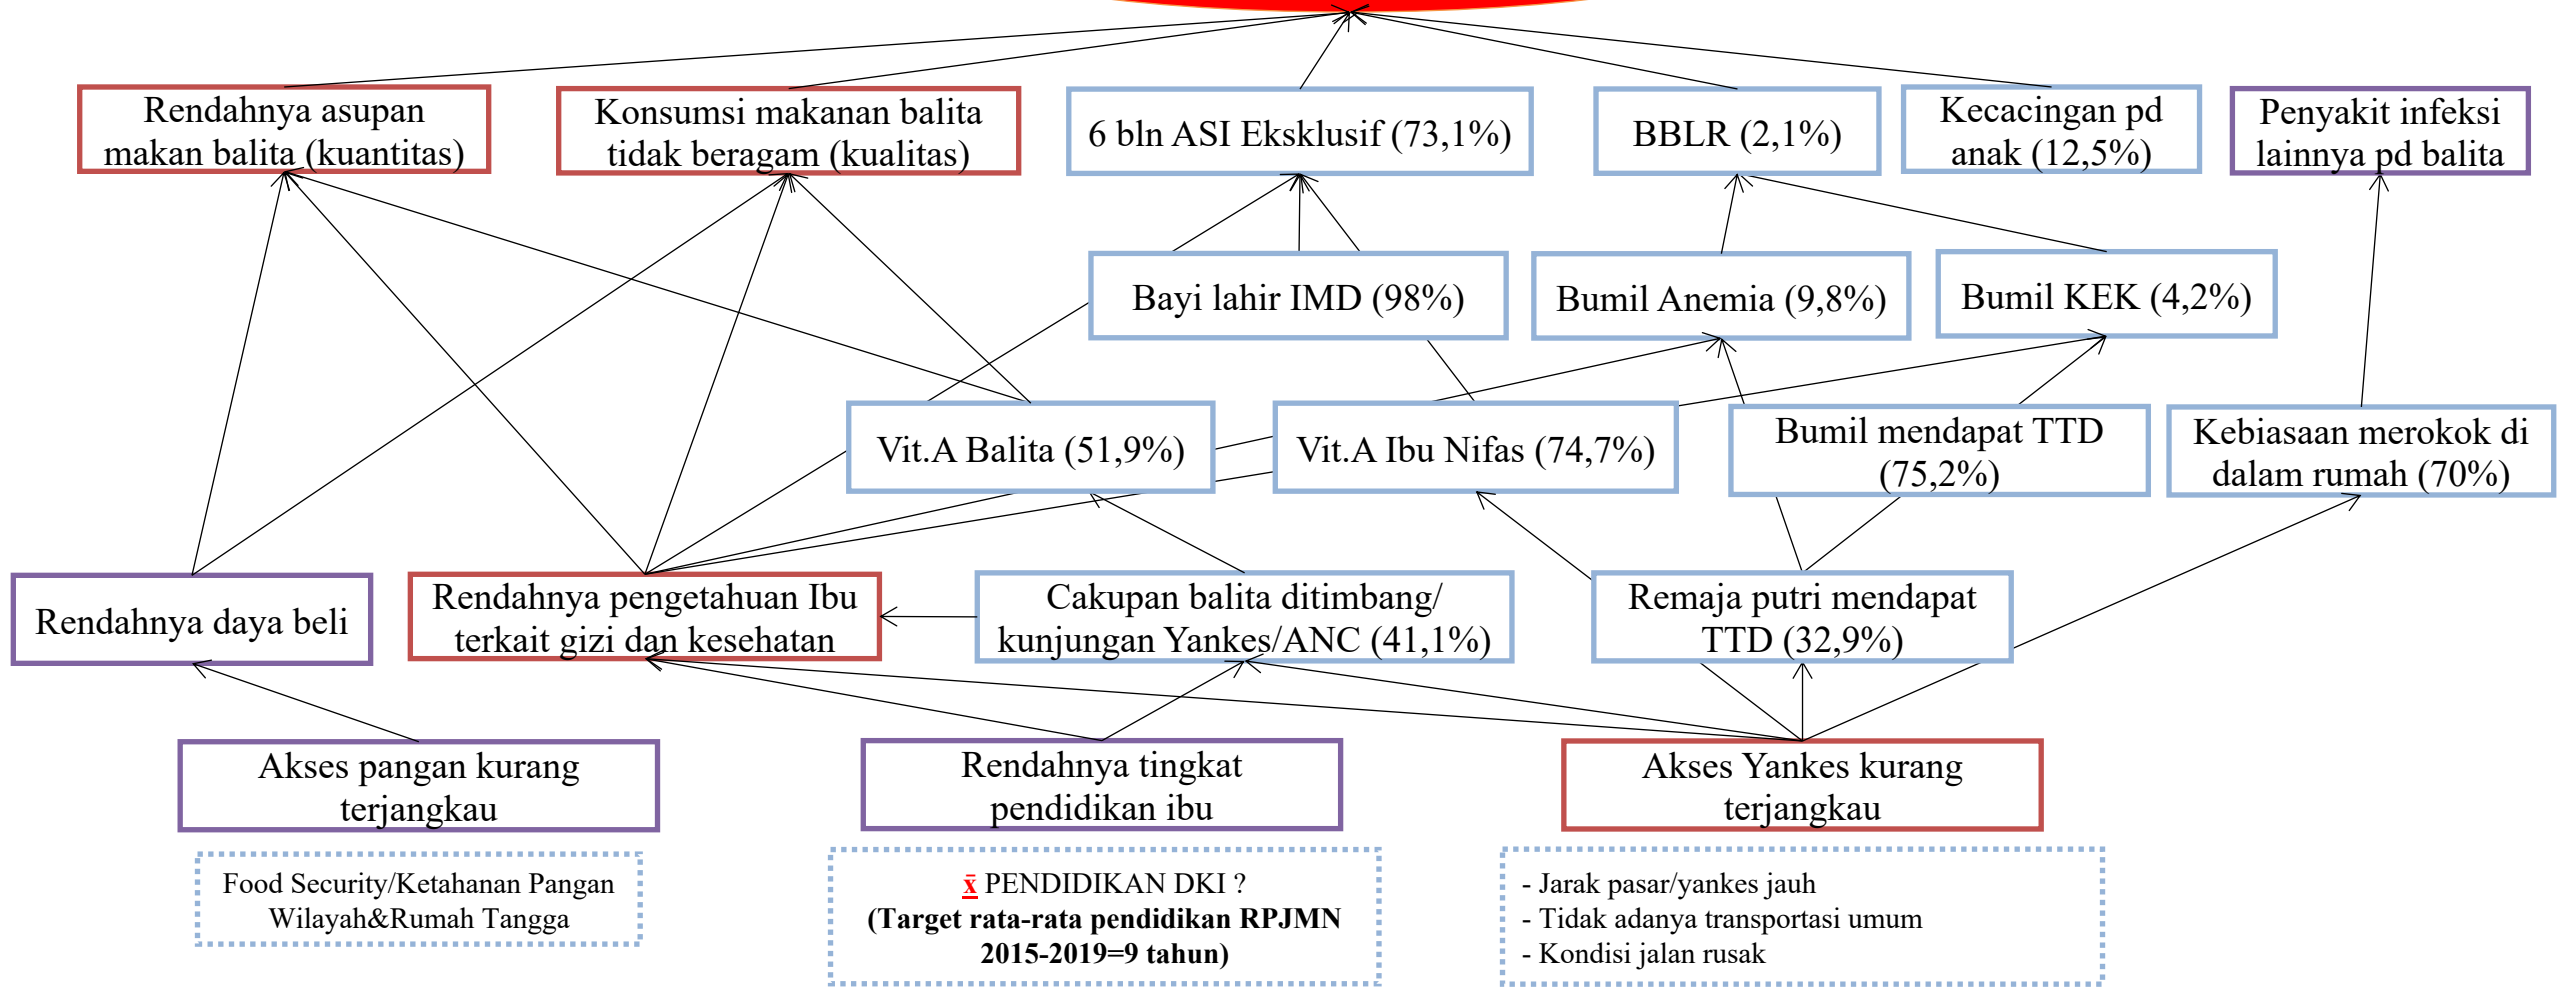 Rendahnya asupan
makan balita (kuantitas)
Konsumsi makanan balita
tidak beragam (kualitas)
6 bln ASI Eksklusif (73,1%)
BBLR (2,1%)
Kecacingan pd
anak (12,5%)
Penyakit infeksi
lainnya pd balita
Bayi lahir IMD (98%)
Bumil Anemia (9,8%)
Bumil KEK (4,2%)
Vit.A Balita (51,9%)
Vit.A Ibu Nifas (74,7%)
Bumil mendapat TTD
(75,2%)
Kebiasaan merokok di
dalam rumah (70%)
Rendahnya daya beli
Rendahnya pengetahuan Ibu
terkait gizi dan kesehatan
Cakupan balita ditimbang/
kunjungan Yankes/ANC (41,1%)
Remaja putri mendapat
TTD (32,9%)
Akses pangan kurang
terjangkau
Rendahnya tingkat
pendidikan ibu
Akses Yankes kurang
terjangkau
Food Security/Ketahanan Pangan
Wilayah&Rumah Tangga
x̄ PENDIDIKAN DKI ?
(Target rata-rata pendidikan RPJMN
2015-2019=9 tahun)
- Jarak pasar/yankes jauh
- Tidak adanya transportasi umum
- Kondisi jalan rusak